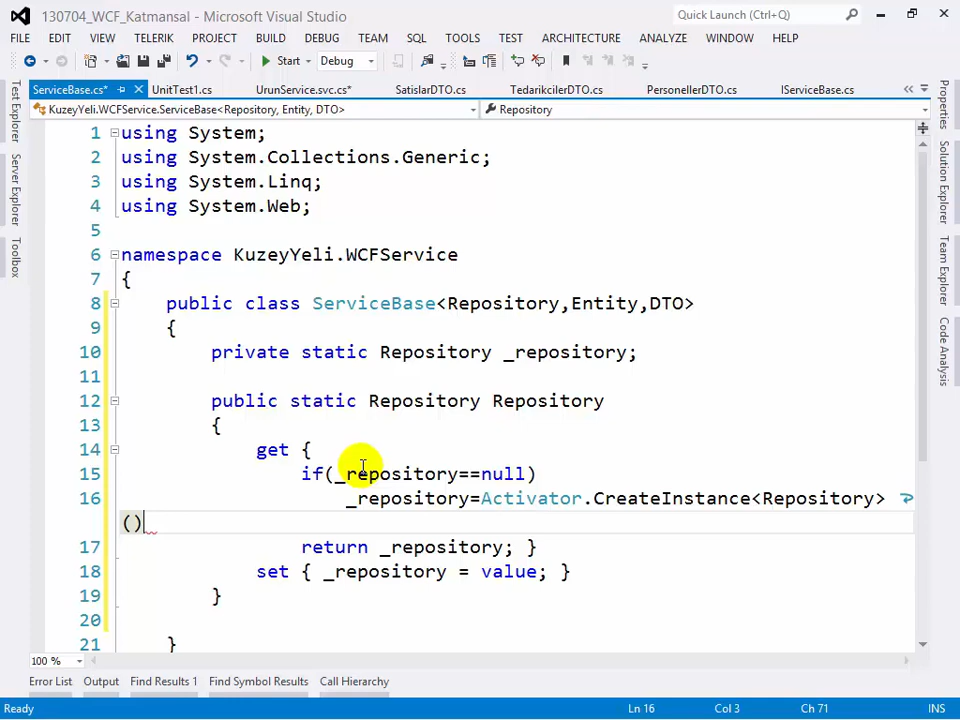 130704_WCF_Katmansal - Microsoft Visual Studio
Quick Launch (Ctrl+Q)
FILE EDIT VIEW TELERIK PROJECT BUILD DEBUG TEAM SQL TOOLS TEST ARCHITECTURE ANALYZE WINDOW HELP
Start Debug
ServiceBase.cs* UnitTest1.cs UrunService.svc.cs* SatislarDTO.cs TedarikcilerDTO.cs PersonellerDTO.cs IServiceBase.cs
KuzeyYeli.WCFService.ServiceBase<Repository, Entity, DTO> Repository
Test Explorer
Server Explorer
Toolbox
1 using System;
2 using System.Collections.Generic;
3 using System.Linq;
4 using System.Web;
5
6 namespace KuzeyYeli.WCFService
7 {
8 public class ServiceBase<Repository,Entity,DTO>
9 {
10 private static Repository _repository;
11
12 public static Repository Repository
13 {
14 get {
15 if(_repository==null)
16 _repository=Activator.CreateInstance<Repository>
()
17 return _repository; }
18 set { _repository = value; }
19 }
20
21 }
Properties
Solution Explorer
Team Explorer
Code Analysis
100 %
Error List Output Find Results 1 Find Symbol Results Call Hierarchy
Ready Ln 16 Col 3 Ch 71 INS